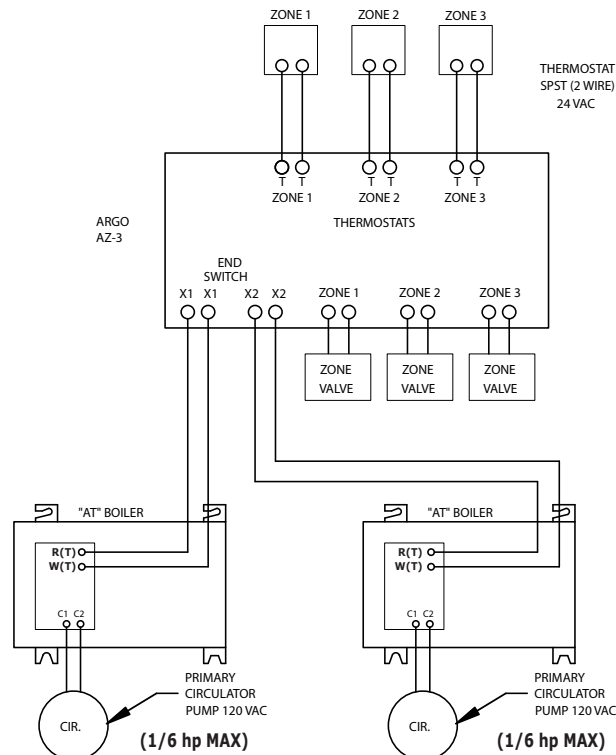 ZONE 1
ZONE 2
ZONE 3
THERMOSTAT
SPST (2 WIRE)
24 VAC
T T
T T
T T
ZONE 1
ZONE 2
ZONE 3
ARGO
AZ-3
THERMOSTATS
END
SWITCH
X1 X1 X2 X2
ZONE 1
ZONE 2
ZONE 3
ZONE
VALVE
ZONE
VALVE
ZONE
VALVE
"AT" BOILER
R(T)
W(T)
C1 C2
PRIMARY
CIRCULATOR
PUMP 120 VAC
CIR.
(1/6 hp MAX)
"AT" BOILER
R(T)
W(T)
C1 C2
PRIMARY
CIRCULATOR
PUMP 120 VAC
CIR.
(1/6 hp MAX)